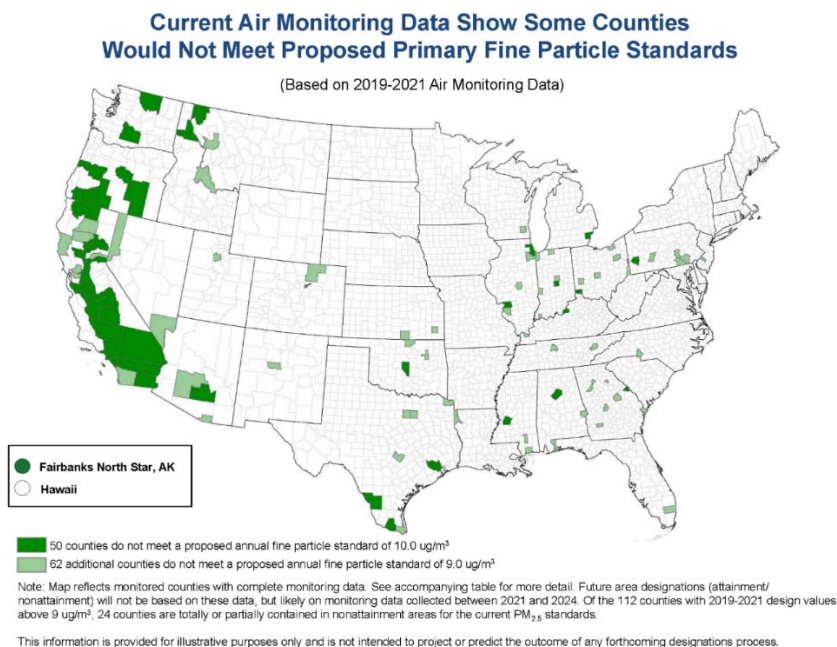 Current Air Monitoring Data Show Some Counties
Would Not Meet Proposed Primary Fine Particle Standards
(Based on 2019-2021 Air Monitoring Data)
Fairbanks North Star, AK
Hawaii
50 counties do not meet a proposed annual fine particle standard of 10.0 ug/m³
62 additional counties do not meet a proposed annual fine particle standard of 9.0 ug/m³
Note: Map reflects monitored counties with complete monitoring data. See accompanying table for more detail. Future area designations (attainment/
nonattainment) will not be based on these data, but likely on monitoring data collected between 2021 and 2024. Of the 112 counties with 2019-2021 design values
above 9 ug/m³, 24 counties are totally or partially contained in nonattainment areas for the current PM₂.₅ standards.
This information is provided for illustrative purposes only and is not intended to project or predict the outcome of any forthcoming designations process.